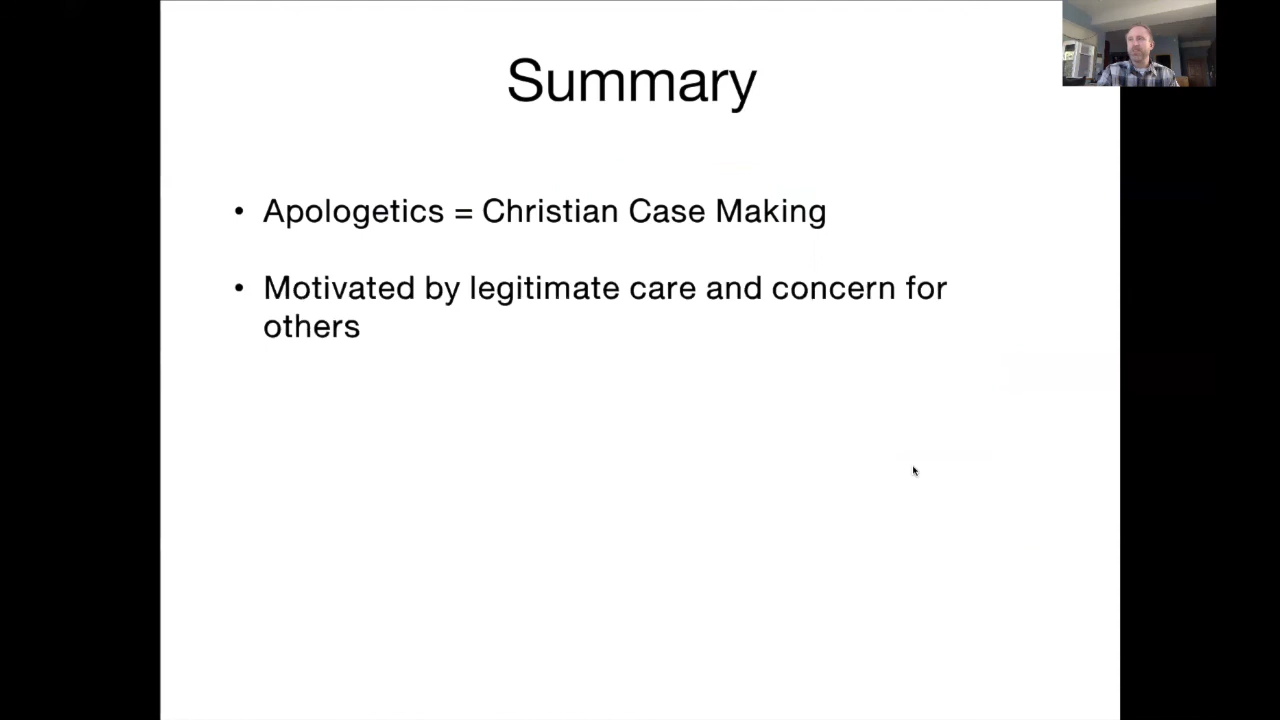 Summary
• Apologetics = Christian Case Making
• Motivated by legitimate care and concern for
others